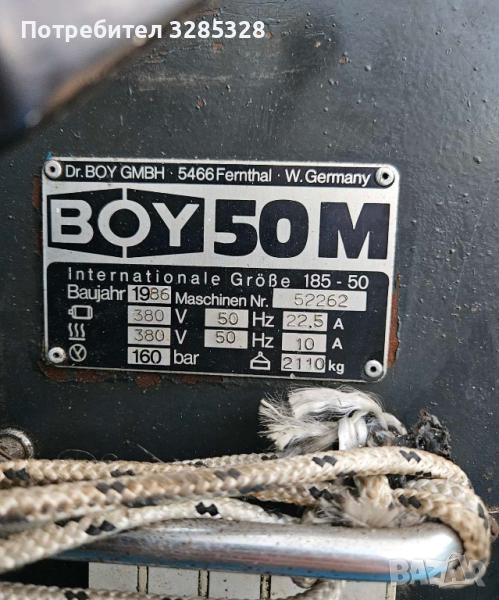 Потребител 3285328
Dr. BOY GMBH · 5466 Fernthal · W. Germany
BOY 50 M
Internationale Größe 185 - 50
Baujahr 1986 Maschinen Nr. 52262
380 V 50 Hz 22,5 A
380 V 50 Hz 10 A
160 bar 2110 kg
BAZAR